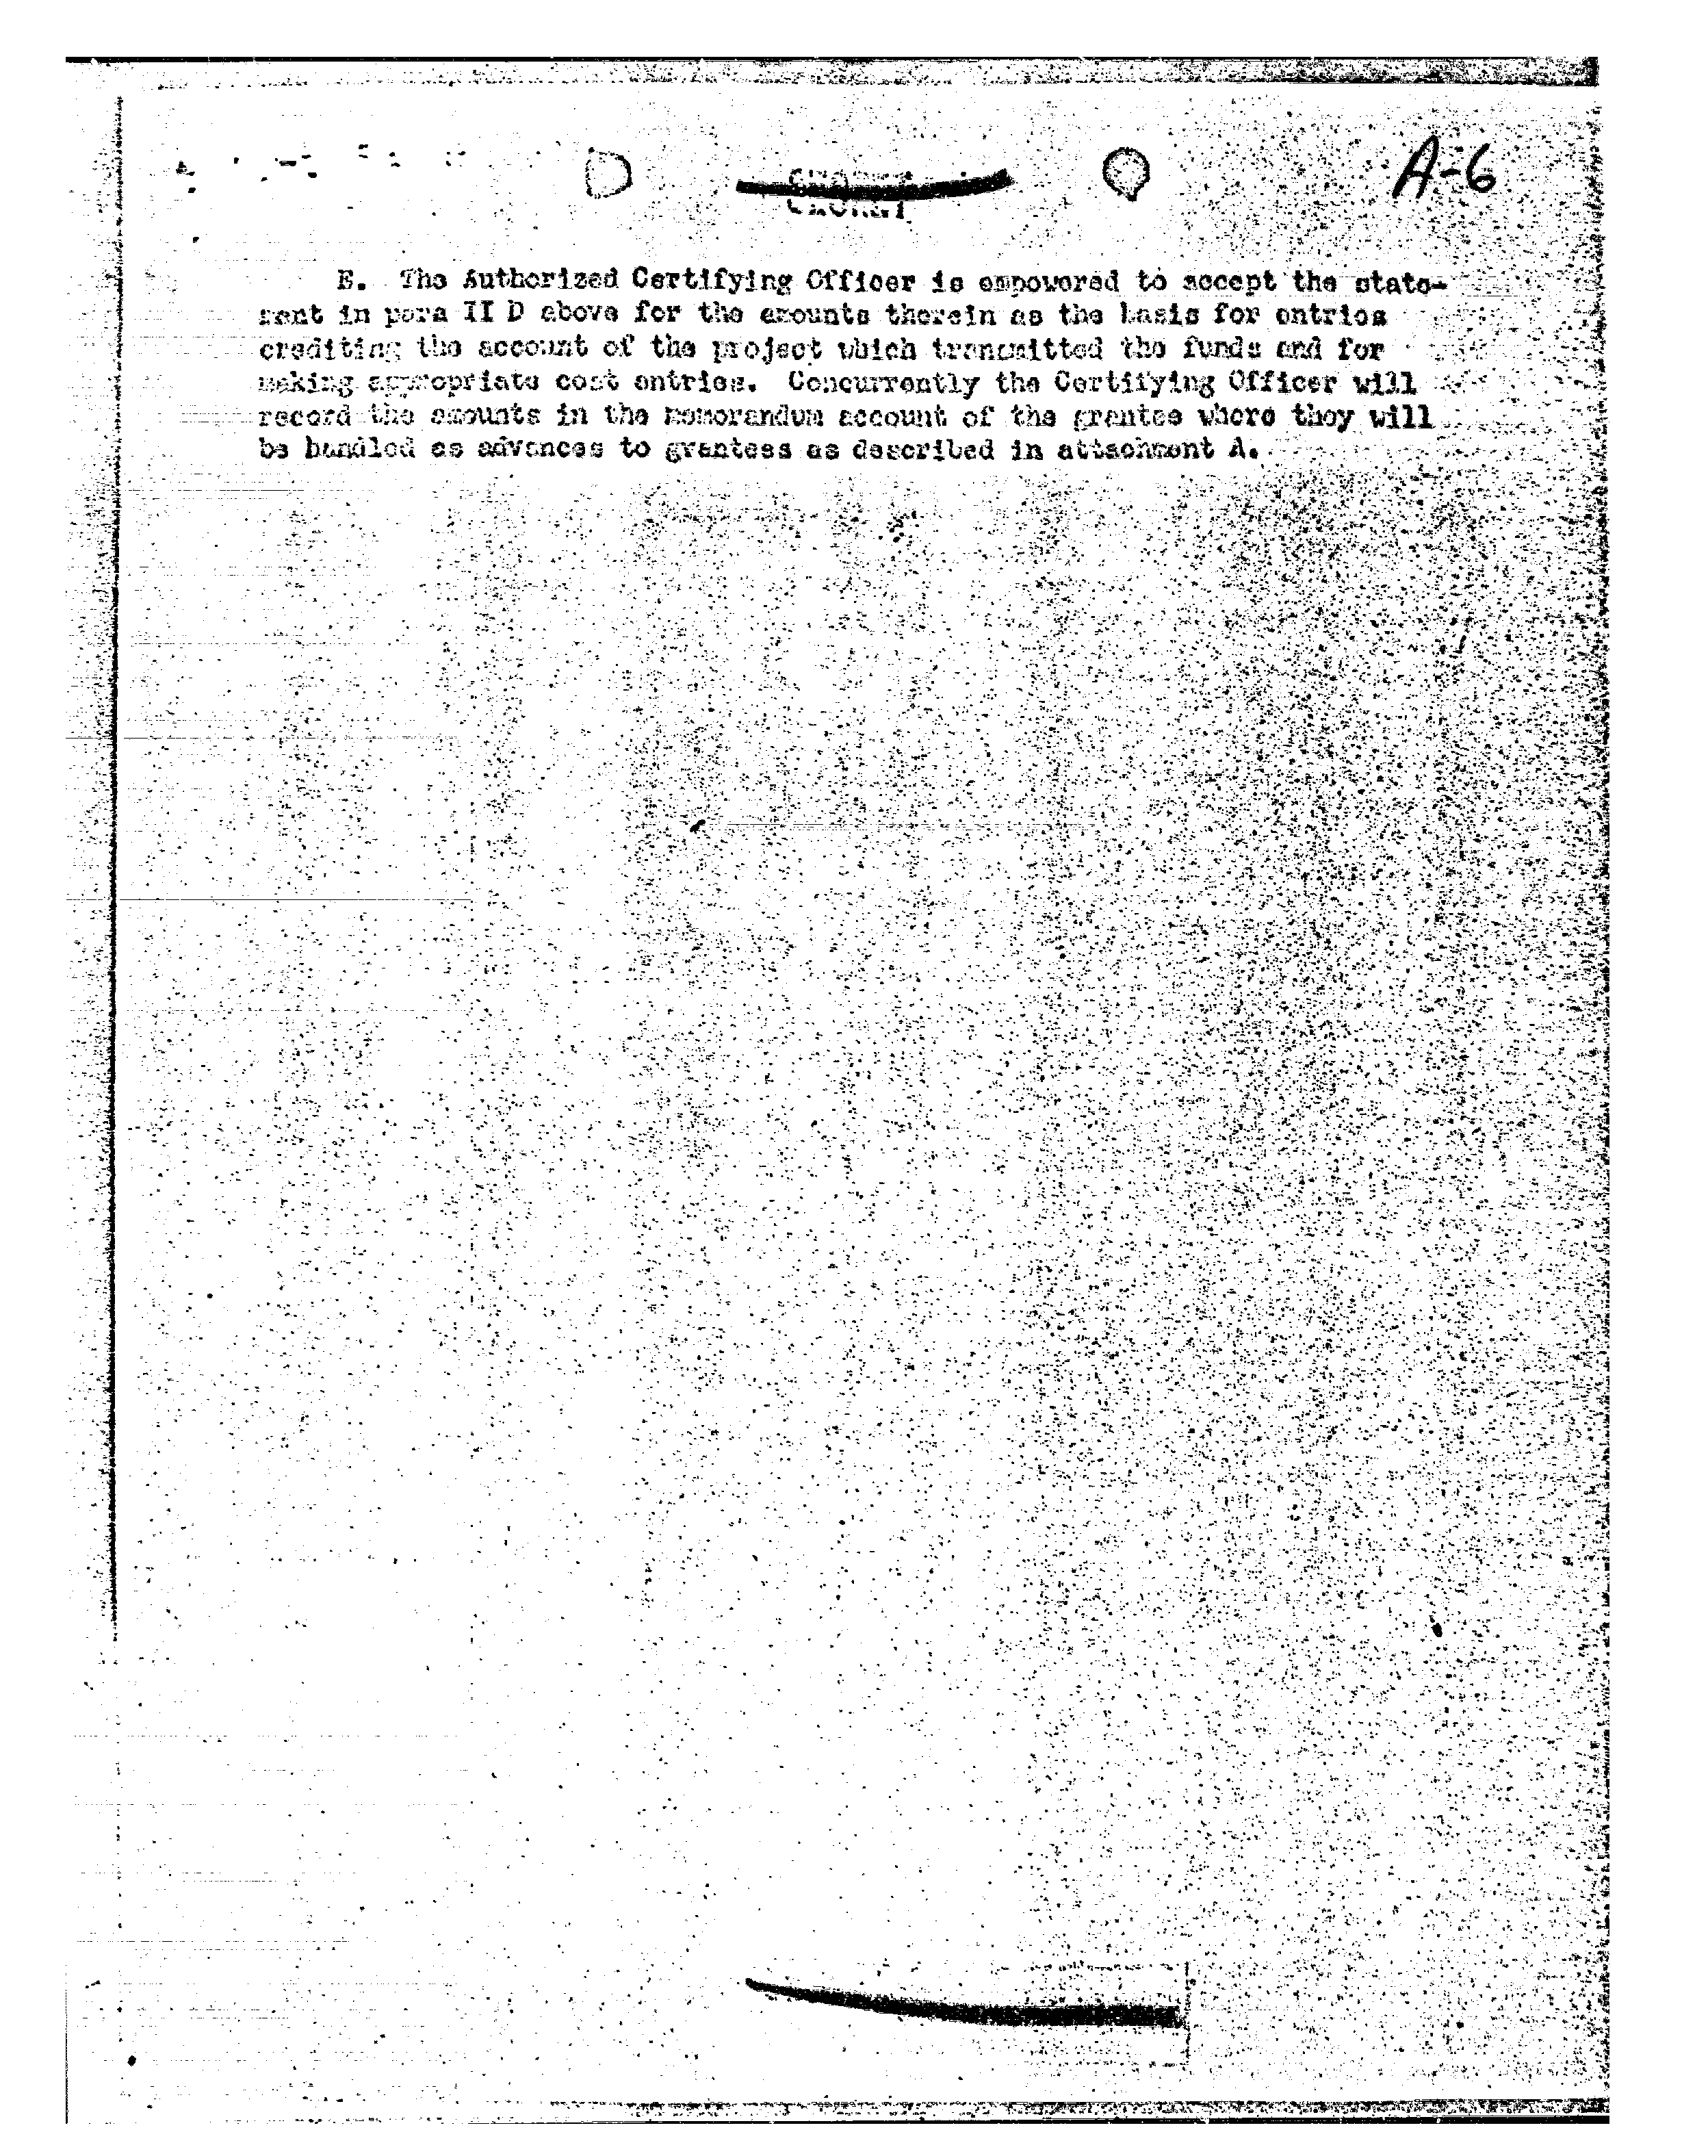 A-6
E. The Authorized Certifying Officer is empowered to accept the state-
ment in para II D above for the amounts therein as the basis for entries
crediting the account of the project which transmitted the funds and for
making appropriate cost entries. Concurrently the Certifying Officer will
record the amounts in the memorandum account of the grantee where they will
be handled as advances to grantees as described in attachment A.